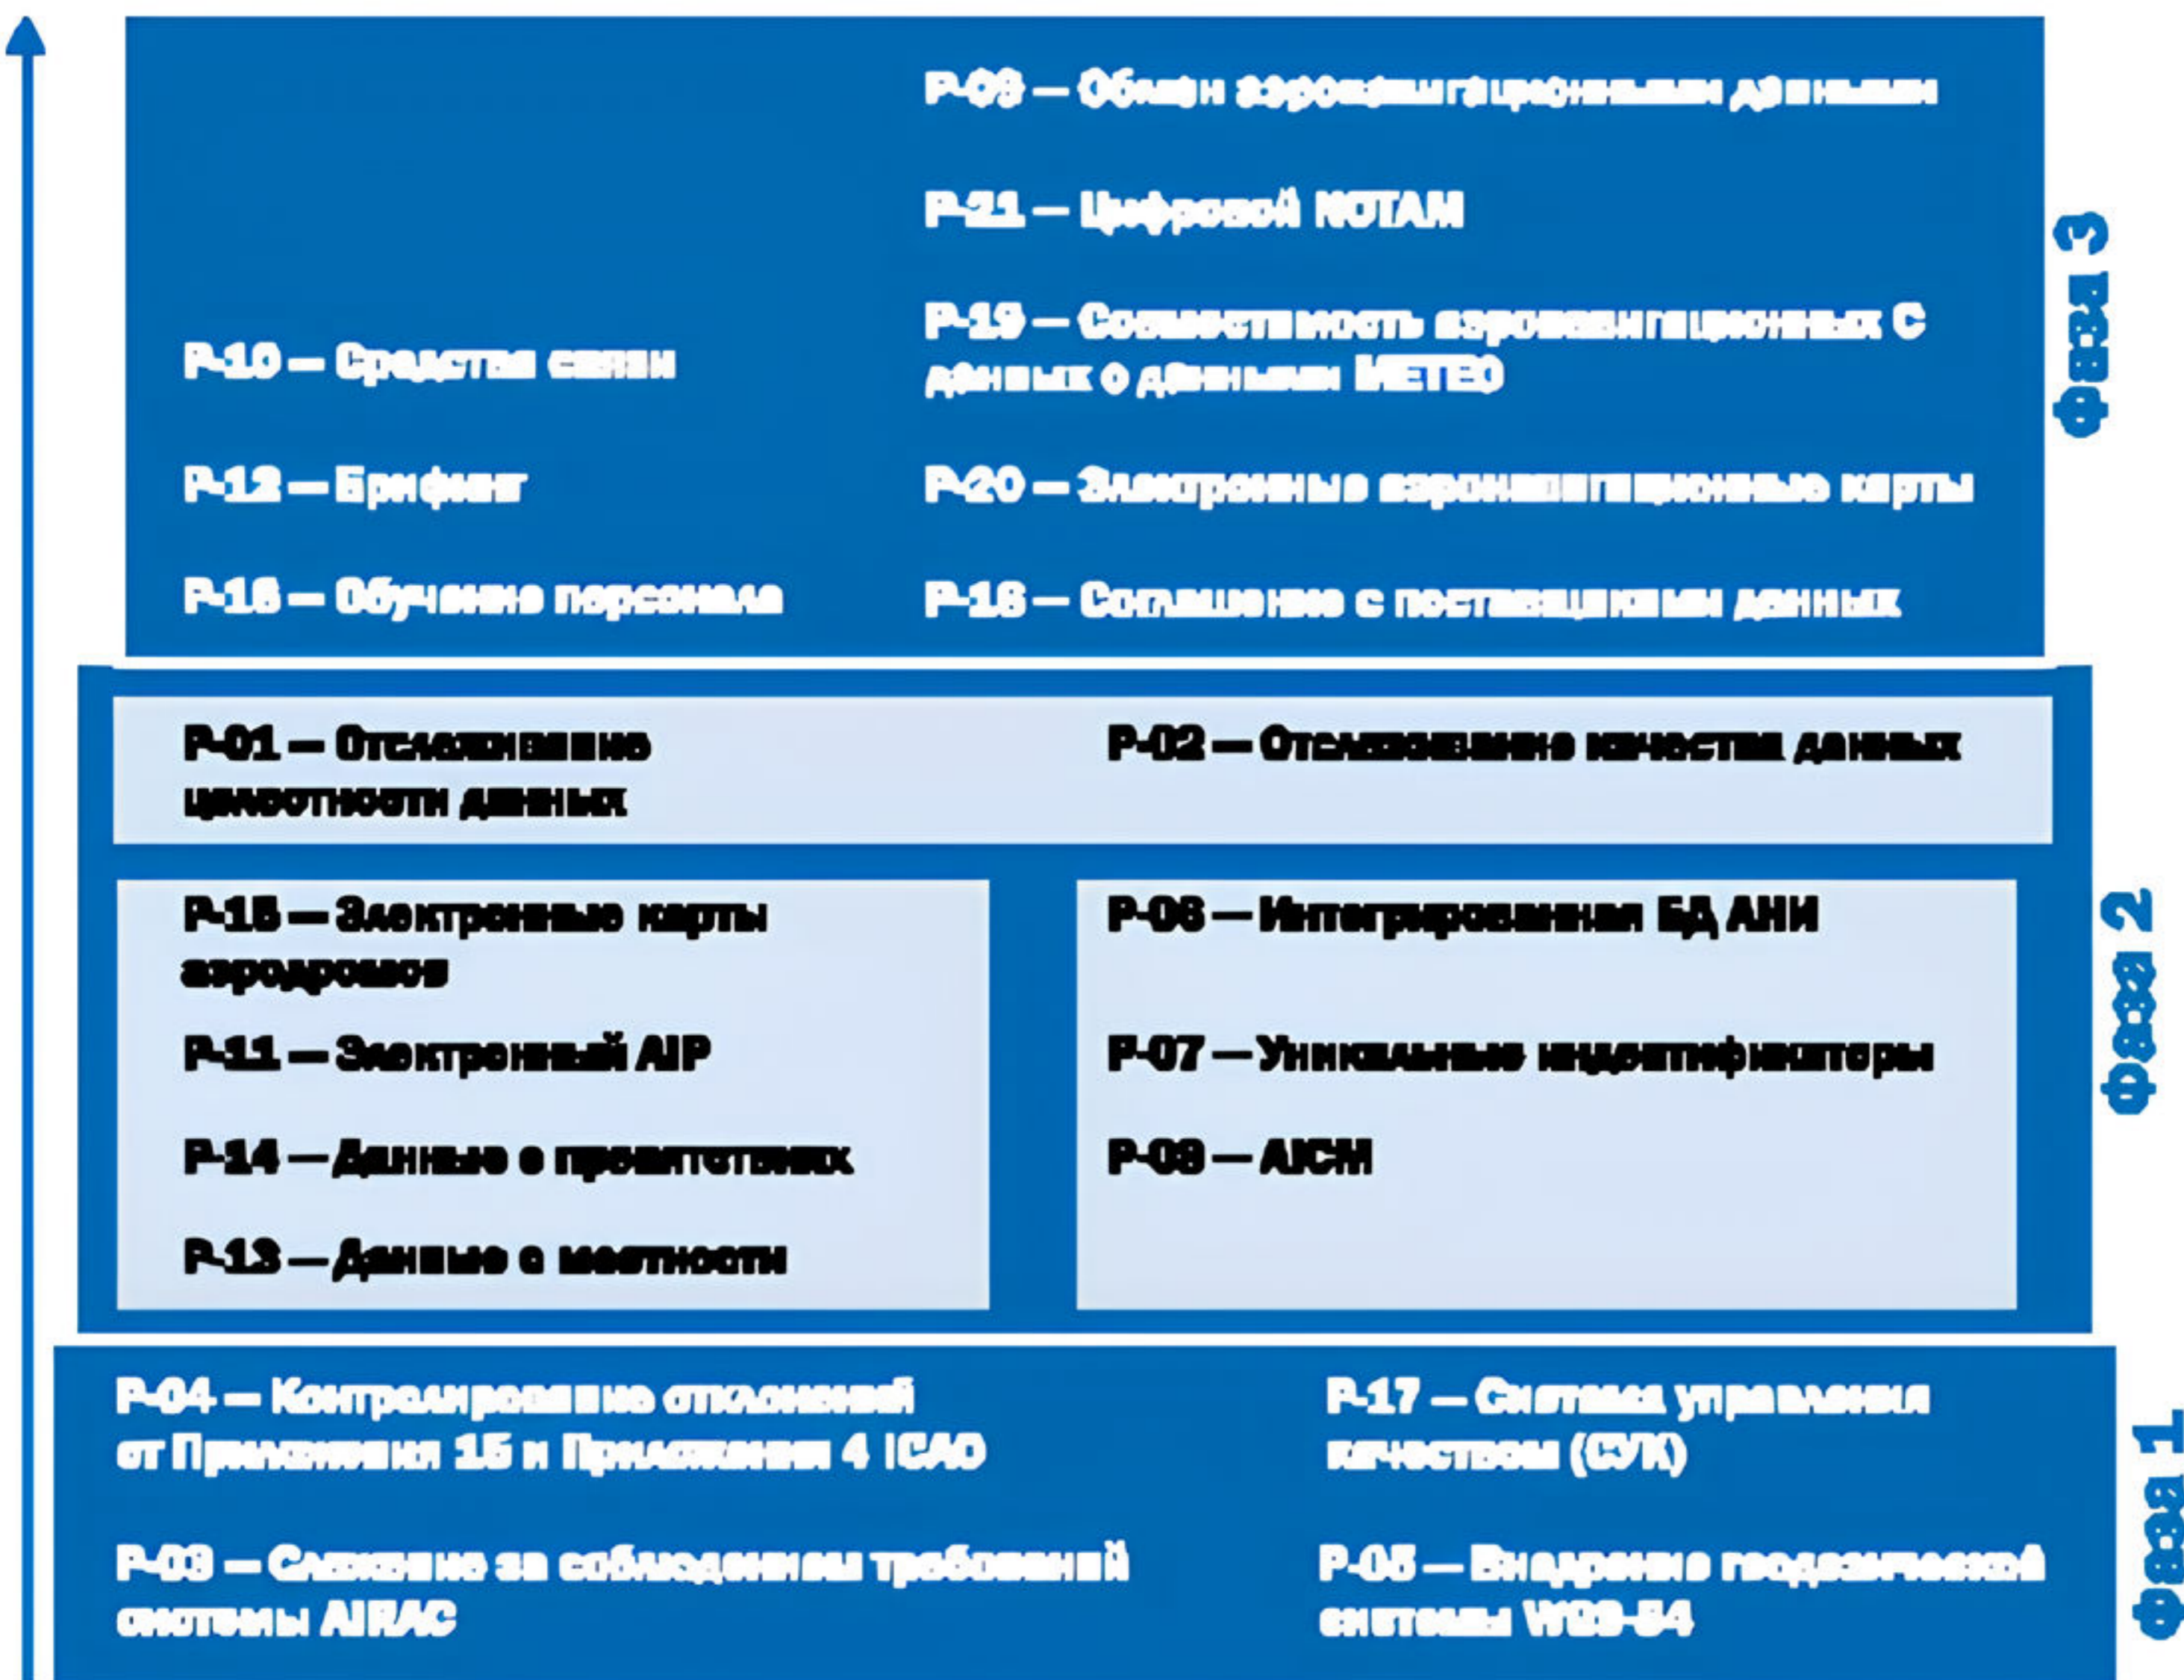 P-09 — Обмен аэронавигационными данными
P-21 — Цифровой NOTAM
P-19 — Совместимость аэронавигационных С
данных о данными METEO
P-10 — Средства связи
P-12 — Брифинг
P-20 — Электронные аэронавигационные карты
P-16 — Обучение персонала
P-18 — Соглашение с поставщиками данных
Фаза 3
P-01 — Отслеживание
целостности данных
P-02 — Отслеживание качества данных
P-15 — Электронные карты
аэродромов
P-11 — Электронный AIP
P-14 — Данные о препятствиях
P-13 — Данные о местности
P-06 — Интегрированная БД АНИ
P-07 — Уникальные индентификаторы
P-08 — AICM
Фаза 2
P-04 — Контролирование отклонений
от Приложения 15 и Приложения 4 ICAO
P-03 — Слежение за соблюдением требований
системы AIRAC
P-17 — Система управления
качеством (СУК)
P-05 — Внедрение геодезической
системы WGS-84
Фаза 1